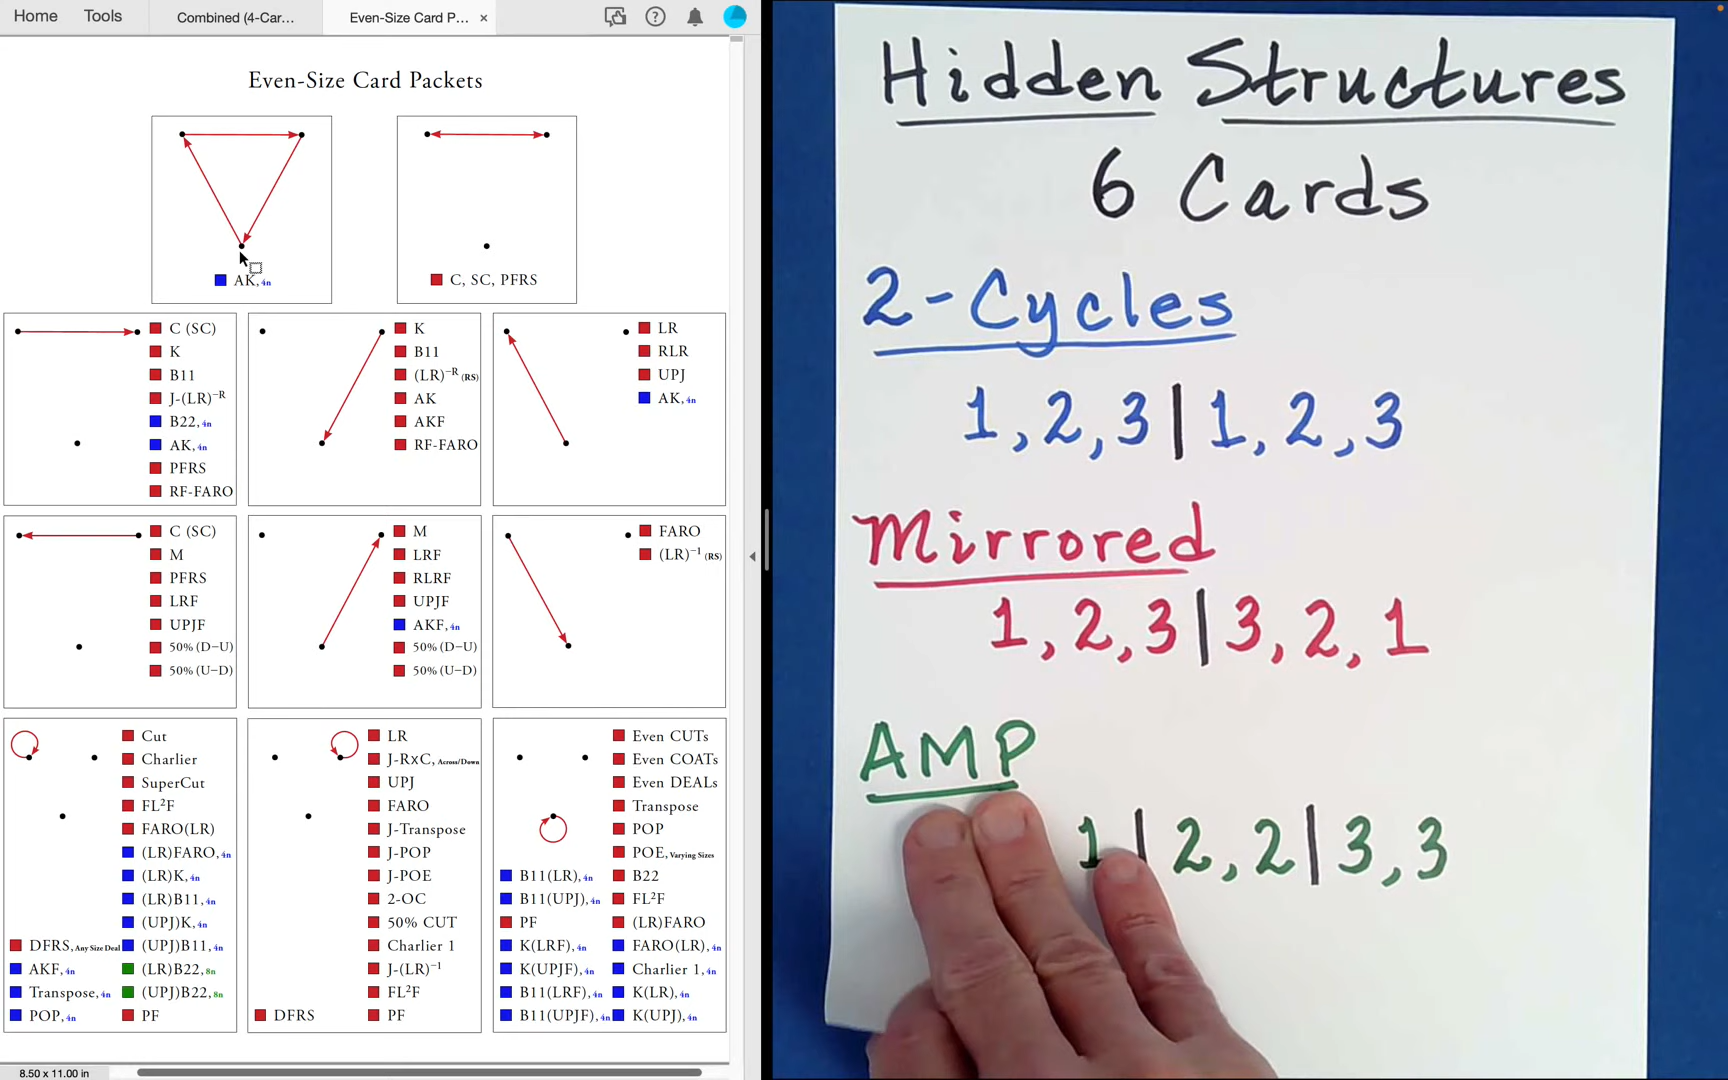 Home Tools Combined (4-Car... Even-Size Card P... ×
Even-Size Card Packets
AK, 4n
C, SC, PFRS
C (SC)
K
B11
J-(LR)⁻ᴿ
B22, 4n
AK, 4n
PFRS
RF-FARO
K
B11
(LR)⁻ᴿ (RS)
AK
AKF
RF-FARO
LR
RLR
UPJ
AK, 4n
C (SC)
M
PFRS
LRF
UPJF
50% (D–U)
50% (U–D)
M
LRF
RLRF
UPJF
AKF, 4n
50% (D–U)
50% (U–D)
FARO
(LR)⁻¹ (RS)
Cut
Charlier
SuperCut
FL²F
FARO(LR)
(LR)FARO, 4n
(LR)K, 4n
(LR)B11, 4n
(UPJ)K, 4n
DFRS, Any Size Deal (UPJ)B11, 4n
AKF, 4n (LR)B22, 8n
Transpose, 4n (UPJ)B22, 8n
POP, 4n PF
LR
J-RxC, Across/Down
UPJ
FARO
J-Transpose
J-POP
J-POE
2-OC
50% CUT
Charlier 1
J-(LR)⁻¹
FL²F
DFRS PF
Even CUTs
Even COATs
Even DEALs
Transpose
POP
POE, Varying Sizes
B11(LR), 4n B22
B11(UPJ), 4n FL²F
PF (LR)FARO
K(LRF), 4n FARO(LR), 4n
K(UPJF), 4n Charlier 1, 4n
B11(LRF), 4n K(LR), 4n
B11(UPJF), 4n K(UPJ), 4n
8.50 x 11.00 in
Hidden Structures
6 Cards
2-Cycles
1, 2, 3 | 1, 2, 3
Mirrored
1, 2, 3 | 3, 2, 1
AMP
1 | 2, 2 | 3, 3